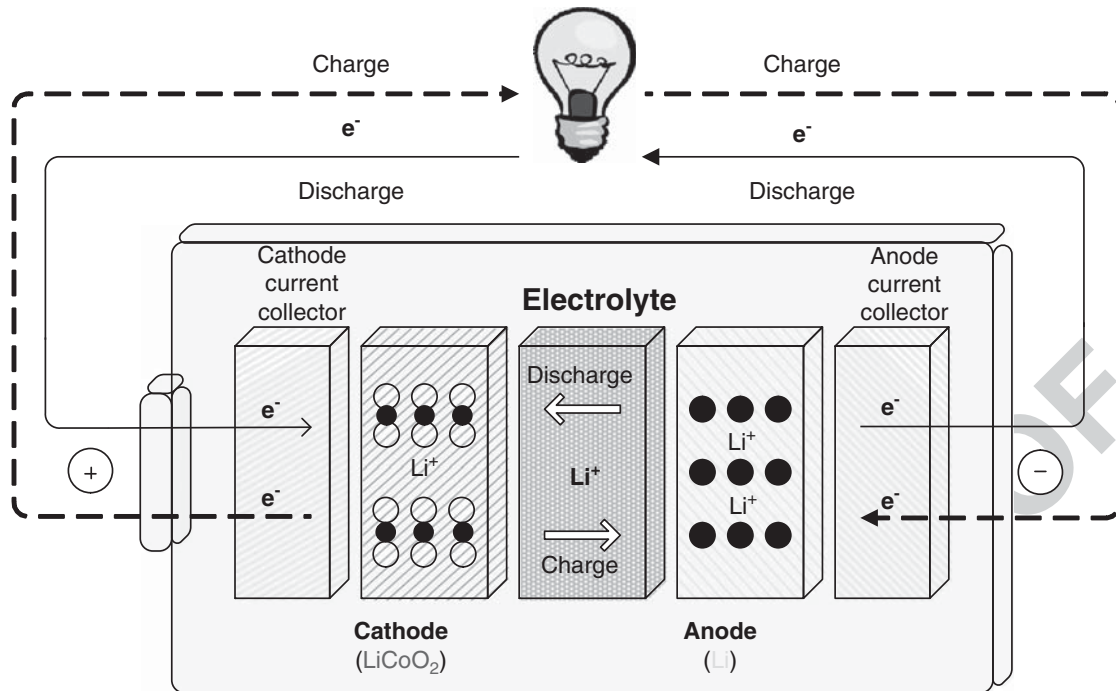 Charge
Charge
e⁻
e⁻
Discharge
Discharge
Cathode
current
collector
Electrolyte
Anode
current
collector
Discharge
e⁻
e⁻
Li⁺
Li⁺
+
Li⁺
−
Li⁺
e⁻
e⁻
Charge
Cathode
(LiCoO₂)
Anode
(Li)
OF